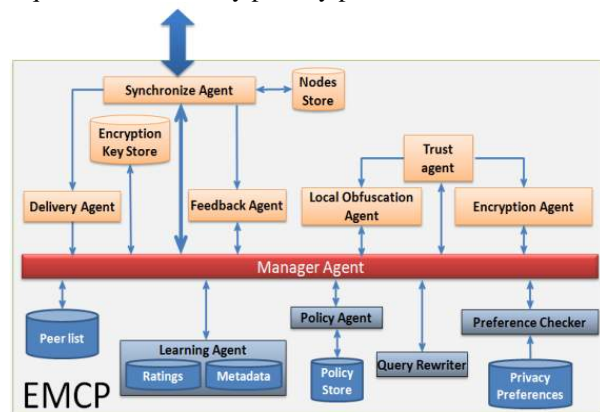 Synchronize Agent
Nodes
Store
Encryption
Key Store
Trust
agent
Delivery Agent
Feedback Agent
Local Obfuscation
Agent
Encryption Agent
Manager Agent
Peer list
Learning Agent
Ratings
Metadata
Policy Agent
Policy
Store
Query Rewriter
Preference Checker
Privacy
Preferences
EMCP